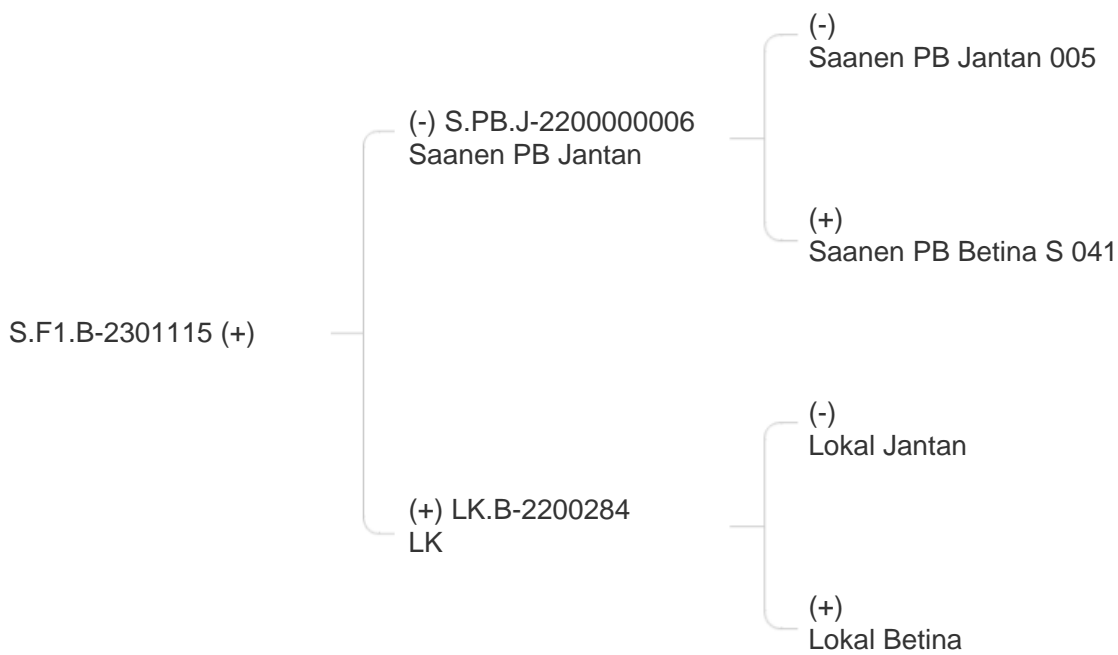 (-)
Saanen PB Jantan 005
(-) S.PB.J-2200000006
Saanen PB Jantan
(+)
Saanen PB Betina S 041
S.F1.B-2301115 (+)
(-)
Lokal Jantan
(+) LK.B-2200284
LK
(+)
Lokal Betina